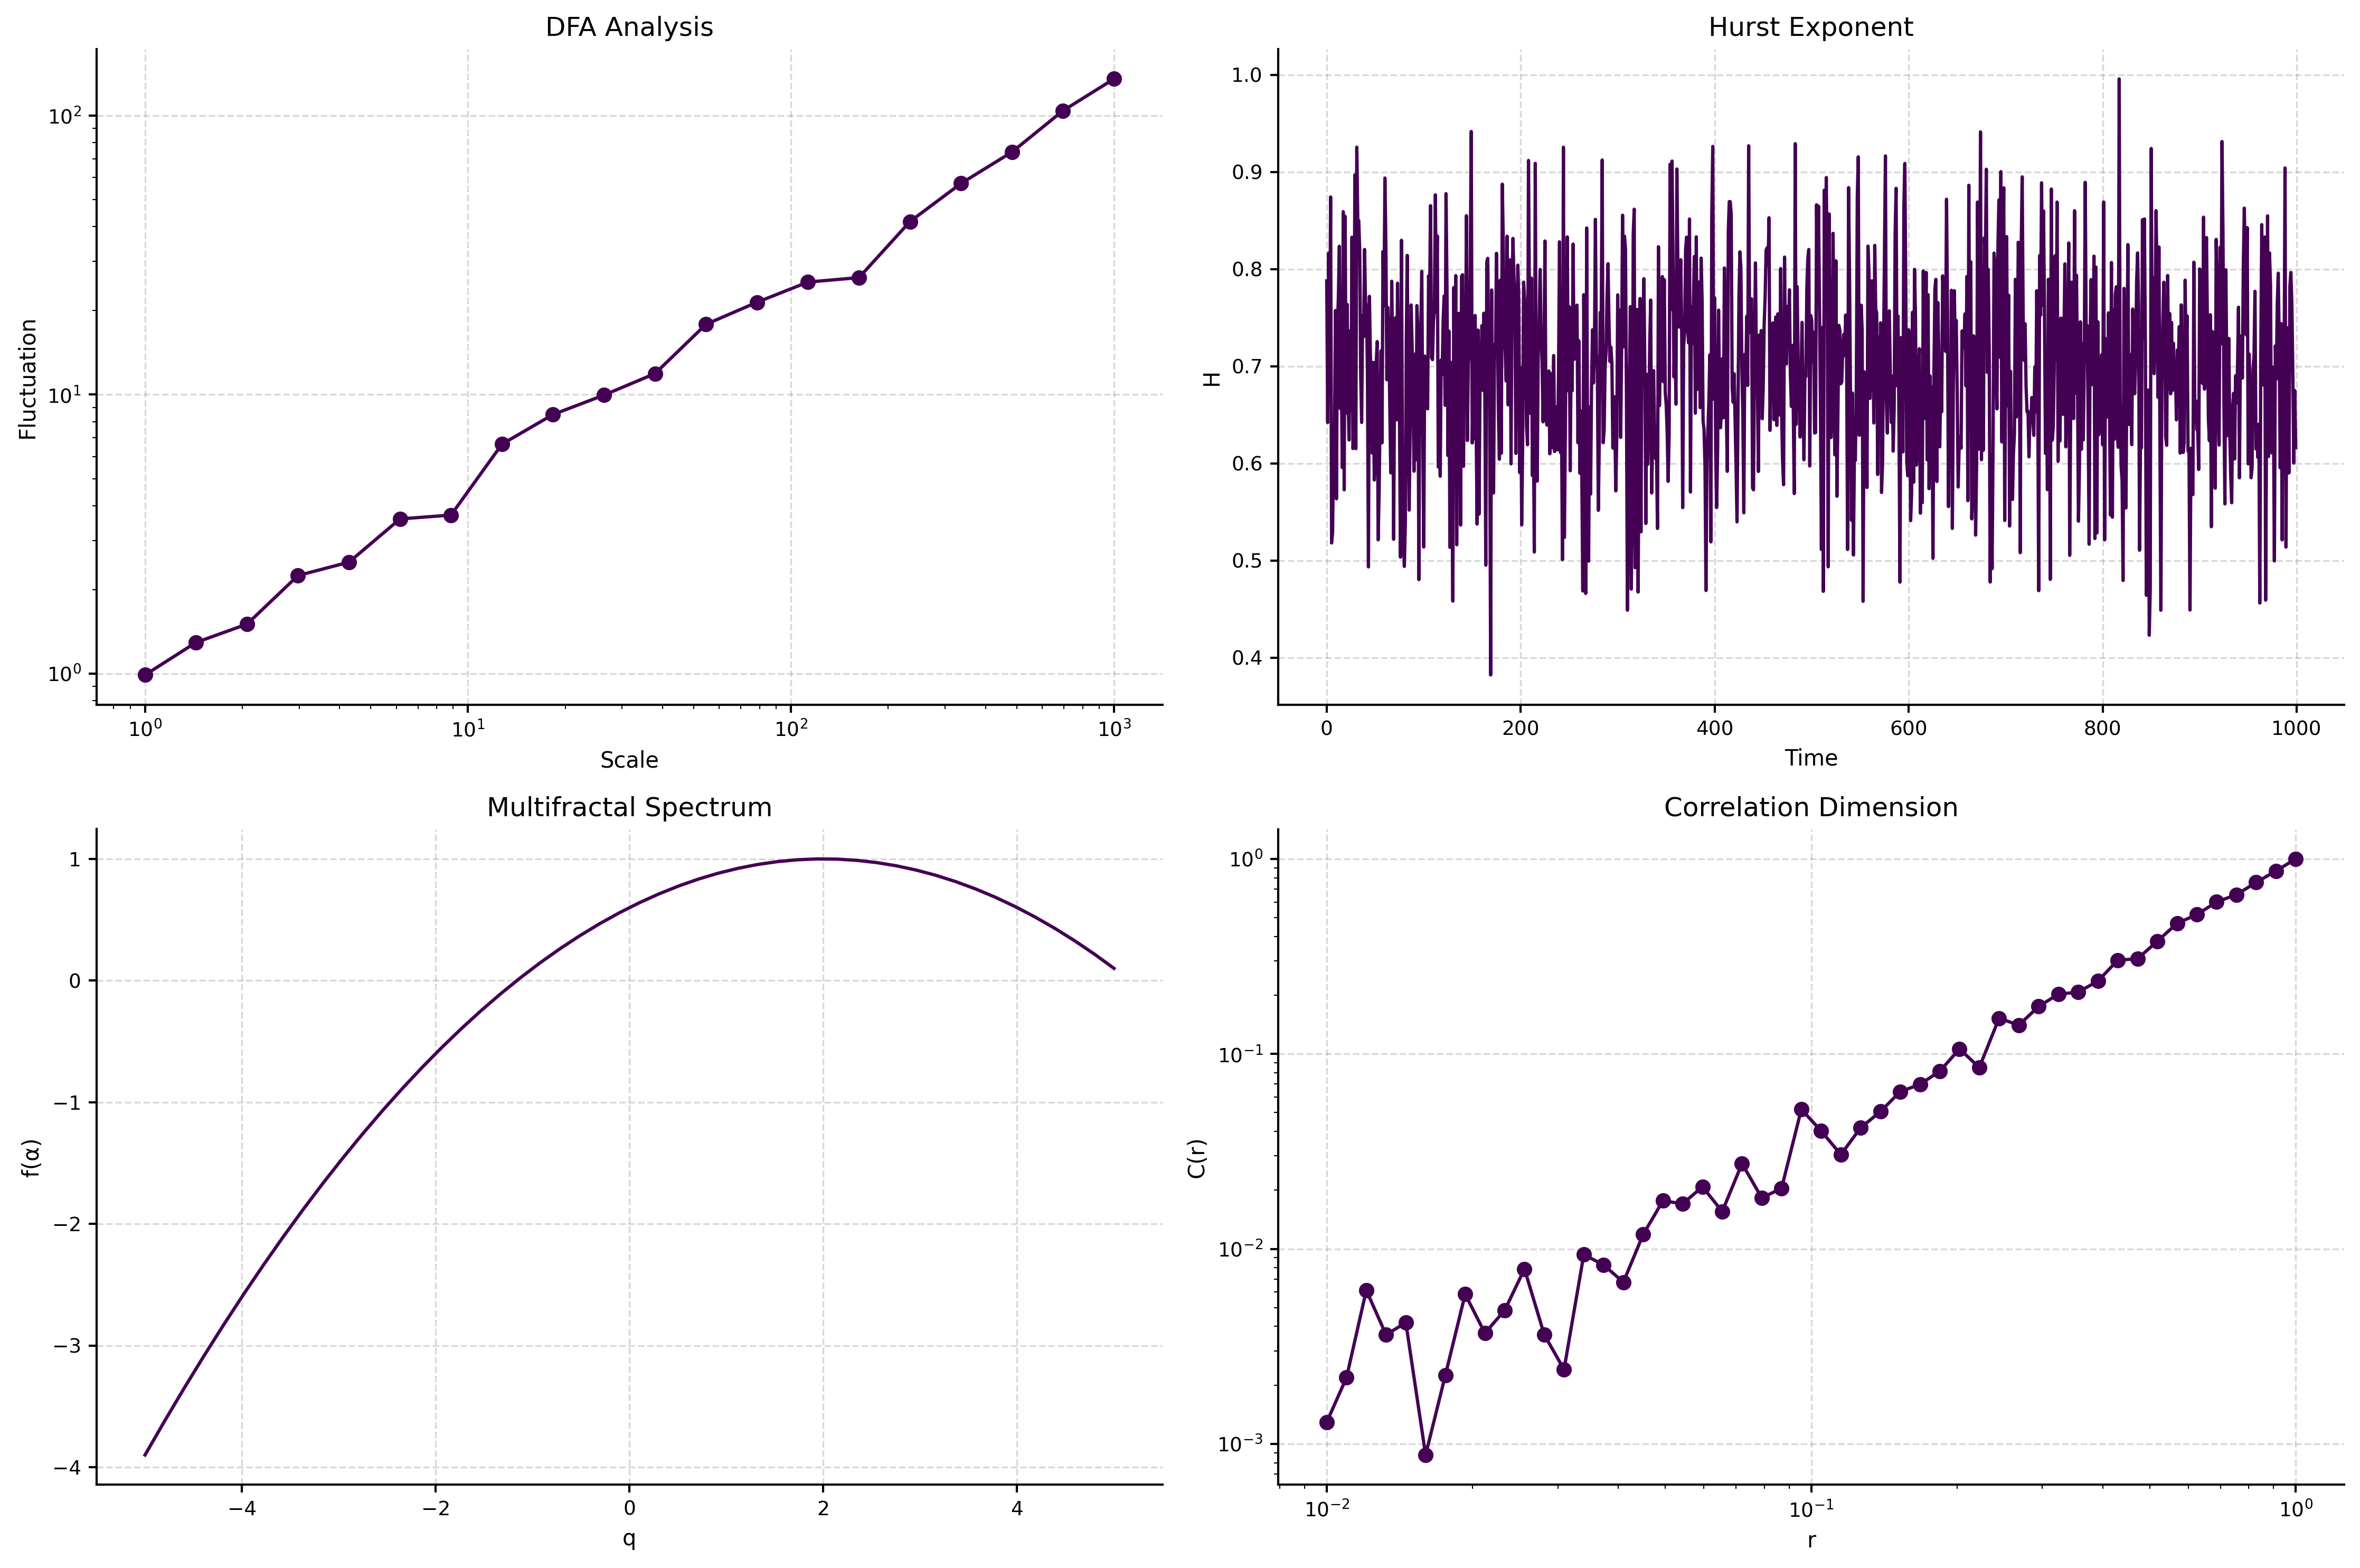 DFA Analysis
10²
10¹
10⁰
Fluctuation
10⁰ 10¹ 10² 10³
Scale
Hurst Exponent
1.0
0.9
0.8
0.7
0.6
0.5
0.4
H
0 200 400 600 800 1000
Time
Multifractal Spectrum
1
0
−1
−2
−3
−4
f(α)
−4 −2 0 2 4
q
Correlation Dimension
10⁰
10⁻¹
10⁻²
10⁻³
C(r)
10⁻² 10⁻¹ 10⁰
r